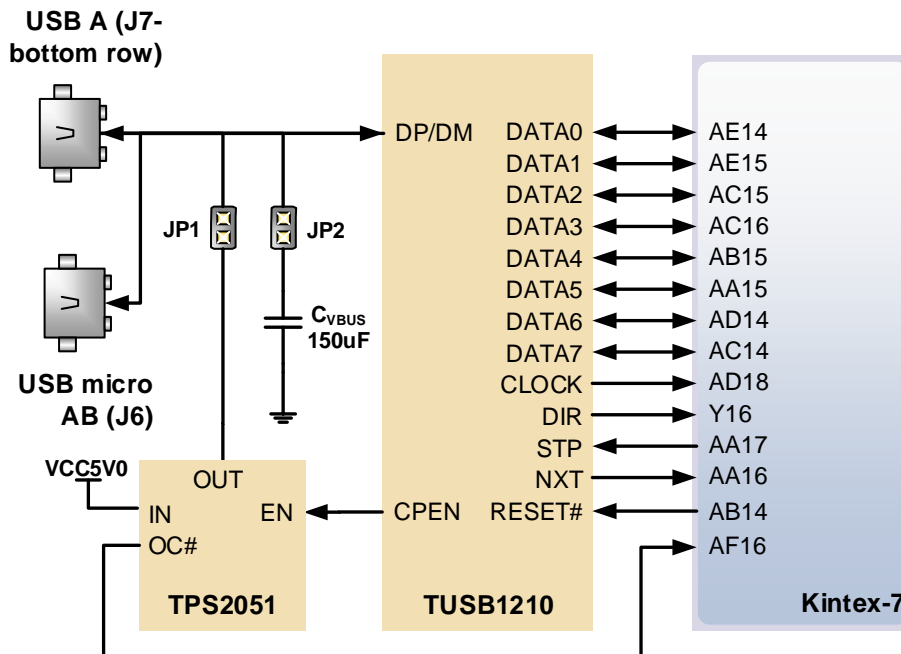 USB A (J7-
bottom row)
DP/DM
DATA0
AE14
DATA1
AE15
DATA2
AC15
DATA3
AC16
DATA4
AB15
DATA5
AA15
DATA6
AD14
DATA7
AC14
CLOCK
AD18
DIR
Y16
STP
AA17
NXT
AA16
RESET#
AB14
AF16
JP1
JP2
CVBUS
150uF
USB micro
AB (J6)
VCC5V0
OUT
IN
EN
CPEN
OC#
TPS2051
TUSB1210
Kintex-7